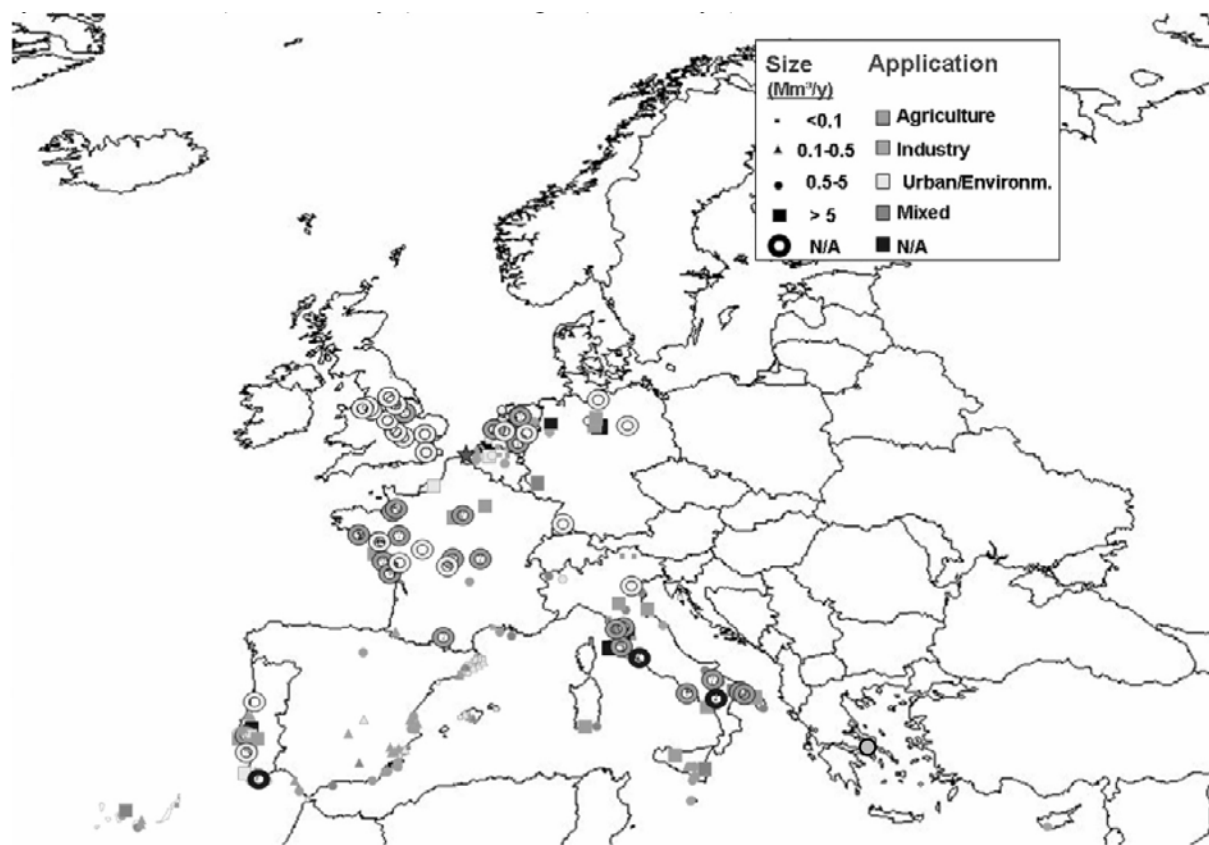 Size Application
(Mm³/y)
<0.1 Agriculture
0.1-0.5 Industry
0.5-5 Urban/Environm.
> 5 Mixed
N/A N/A